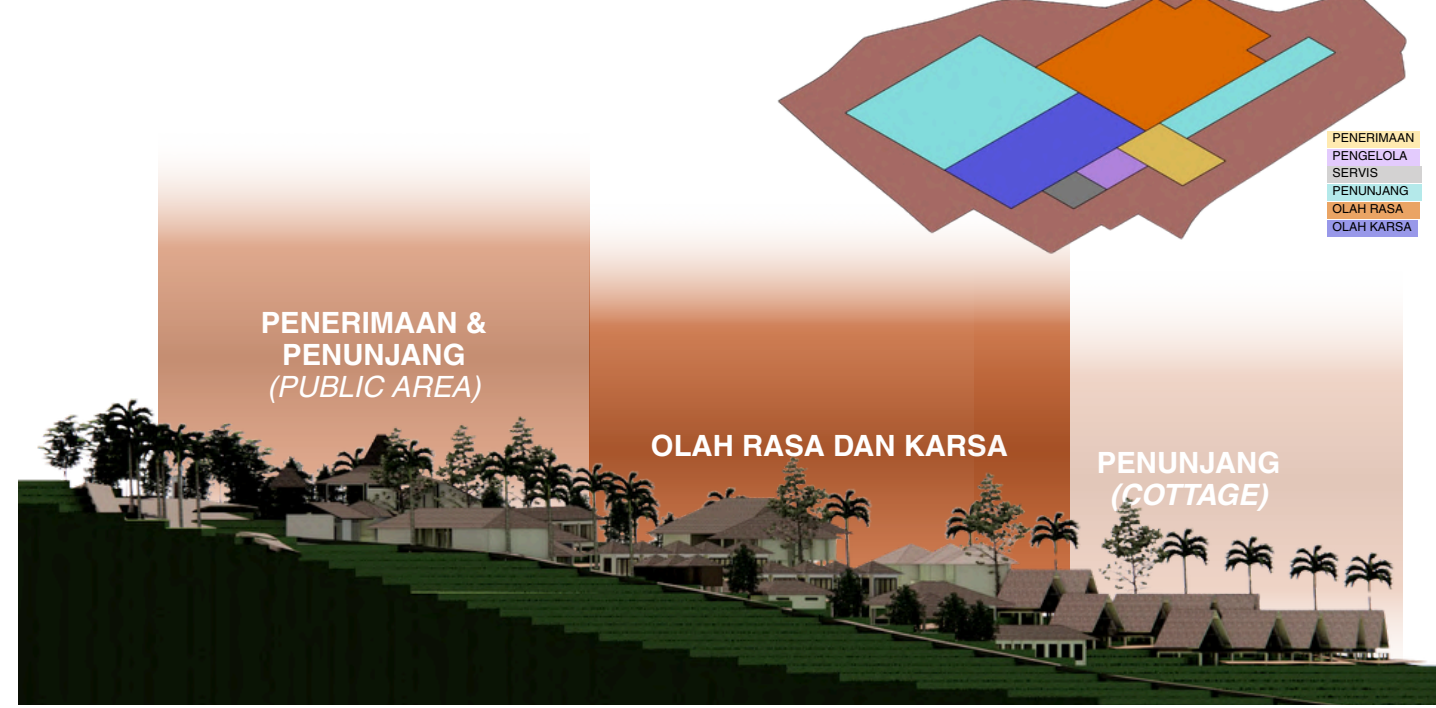 PENERIMAAN
PENGELOLA
SERVIS
PENUNJANG
OLAH RASA
OLAH KARSA
PENERIMAAN &
PENUNJANG
(PUBLIC AREA)
OLAH RASA DAN KARSA
PENUNJANG
(COTTAGE)